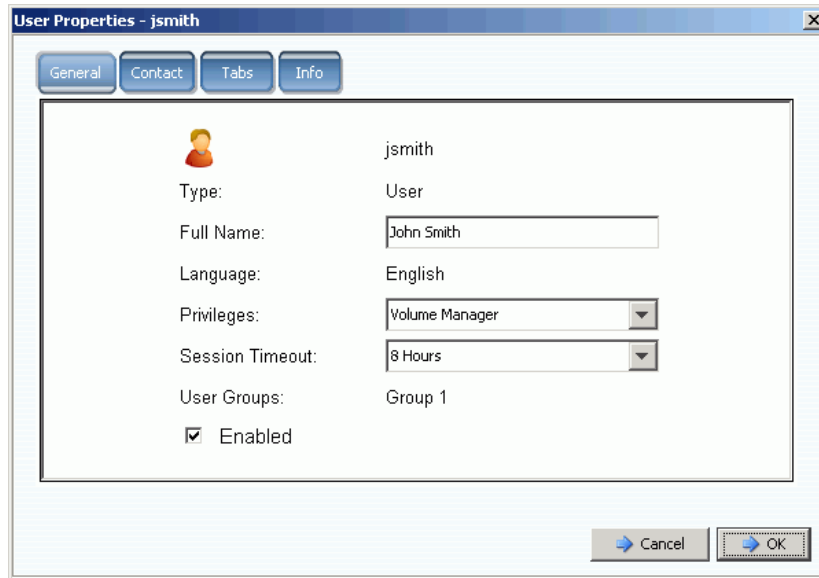 User Properties - jsmith
General Contact Tabs Info
jsmith
Type: User
Full Name: John Smith
Language: English
Privileges: Volume Manager
Session Timeout: 8 Hours
User Groups: Group 1
Enabled
Cancel OK